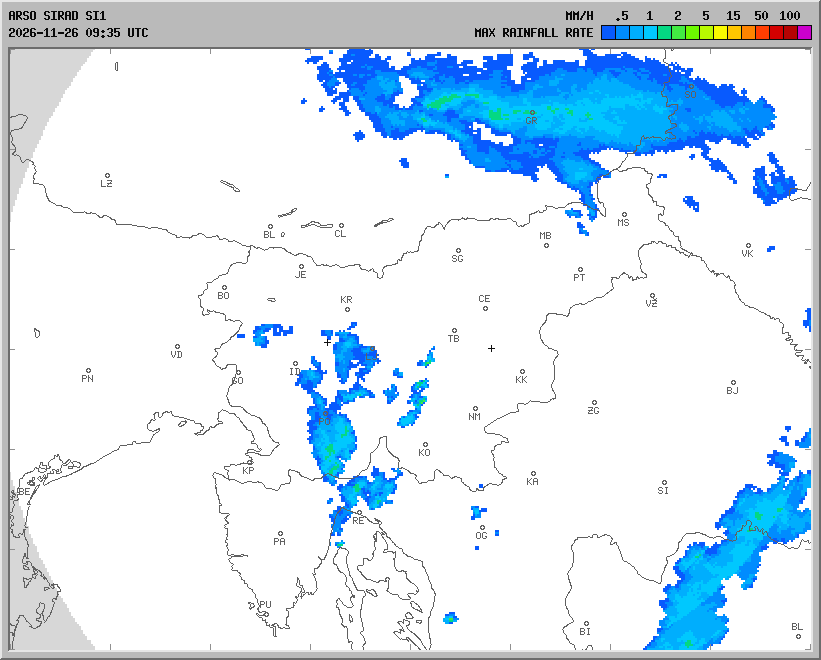 ARSO SIRAD SI1
2026-11-26 09:35 UTC
MM/H .5 1 2 5 15 50 100
MAX RAINFALL RATE
GR
LZ
MS
BL
CL
MB
VK
SG
JE
PT
BO
KR
CE
VZ
TB
VD
ID
PN
GO
KK
BJ
NM
ZG
KO
KP
KA
BE
SI
RE
PA
OG
PU
BI
BL